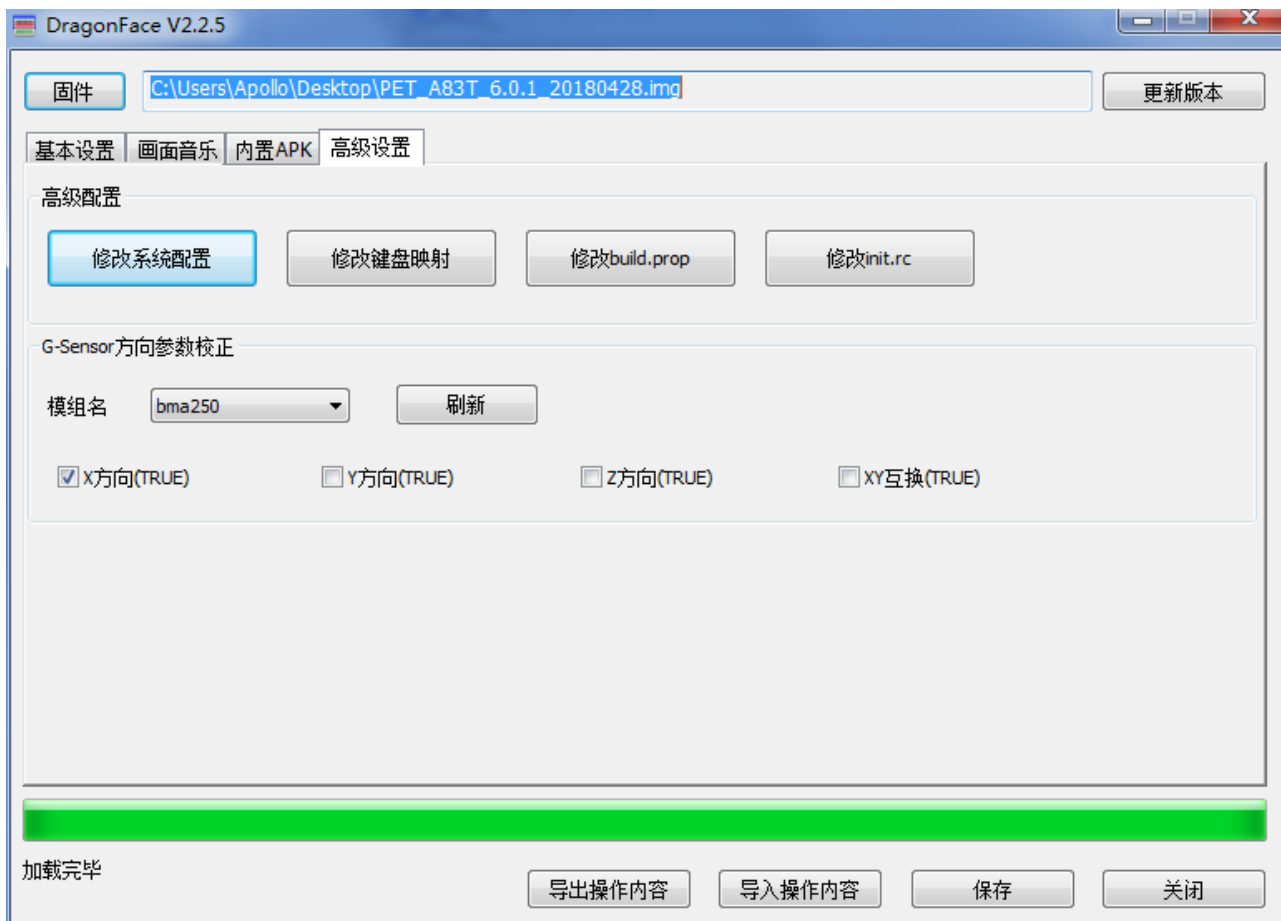 DragonFace V2.2.5
固件 C:\Users\Apollo\Desktop\PET_A83T_6.0.1_20180428.img 更新版本
基本设置 画面音乐 内置APK 高级设置
高级配置
修改系统配置 修改键盘映射 修改build.prop 修改init.rc
G-Sensor方向参数校正
模组名 bma250 刷新
X方向(TRUE) Y方向(TRUE) Z方向(TRUE) XY互换(TRUE)
加载完毕
导出操作内容 导入操作内容 保存 关闭